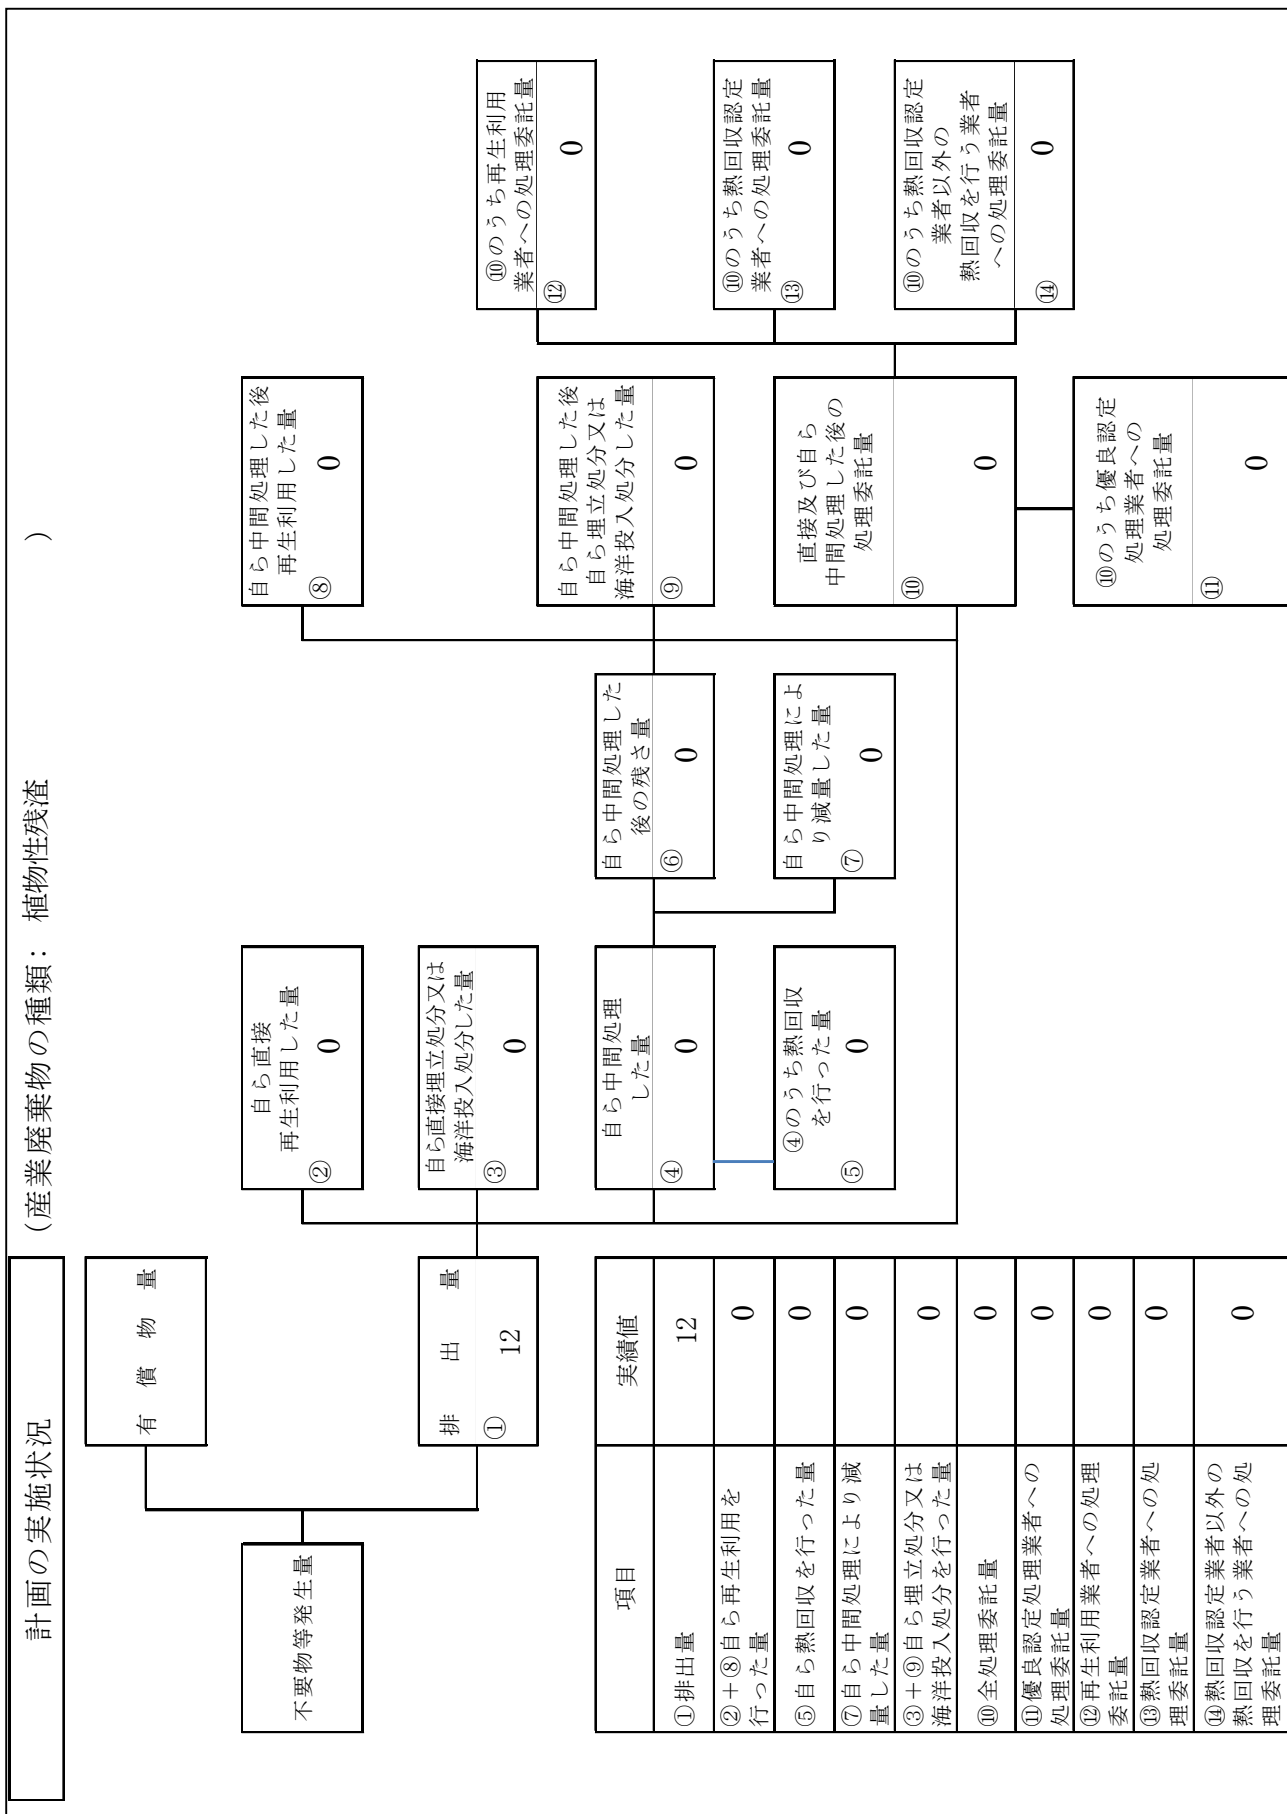 計画の実施状況
（産業廃棄物の種類： 植物性残渣 ）
不要物等発生量
有償物量
排出量
①
12
自ら直接
再生利用した量
②
0
自ら直接埋立処分又は
海洋投入処分した量
③
0
自ら中間処理
した量
④
0
④のうち熱回収
を行った量
⑤
0
自ら中間処理した
後の残さ量
⑥
0
自ら中間処理によ
り減量した量
⑦
0
自ら中間処理した後
再生利用した量
⑧
0
自ら中間処理した後
自ら埋立処分又は
海洋投入処分した量
⑨
0
直接及び自ら
中間処理した後の
処理委託量
⑩
0
⑩のうち優良認定
処理業者への
処理委託量
⑪
0
⑩のうち再生利用
業者への処理委託量
⑫
0
⑩のうち熱回収認定
業者への処理委託量
⑬
0
⑩のうち熱回収認定
業者以外の
熱回収を行う業者
への処理委託量
⑭
0
項目 実績値
①排出量 12
②＋⑧自ら再生利用を
行った量 0
⑤自ら熱回収を行った量 0
⑦自ら中間処理により減
量した量 0
③＋⑨自ら埋立処分又は
海洋投入処分を行った量 0
⑩全処理委託量 0
⑪優良認定処理業者への
処理委託量 0
⑫再生利用業者への処理
委託量 0
⑬熱回収認定業者への処
理委託量 0
⑭熱回収認定業者以外の
熱回収を行う業者への処
理委託量 0